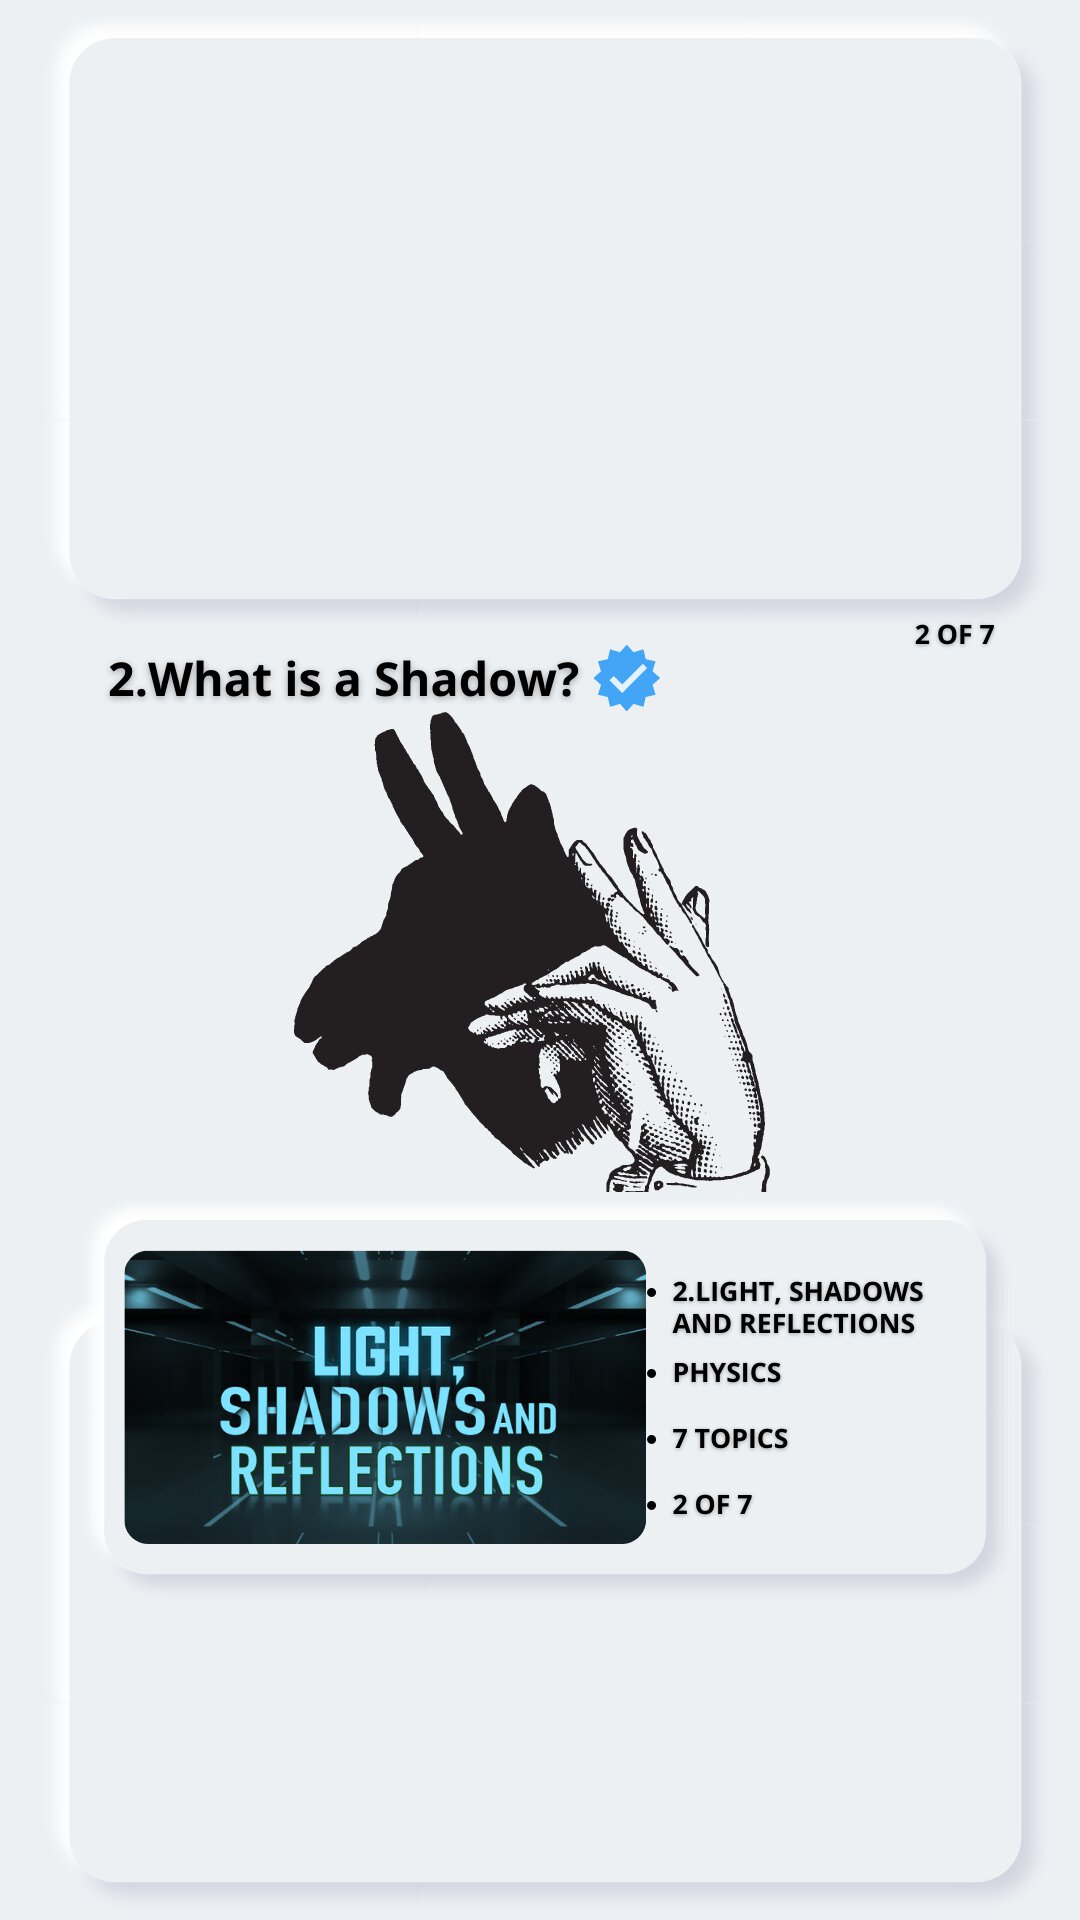 2 OF 7
2.What is a Shadow?
LIGHT,
SHADOWS AND
REFLECTIONS
2.LIGHT, SHADOWS
AND REFLECTIONS
PHYSICS
7 TOPICS
2 OF 7